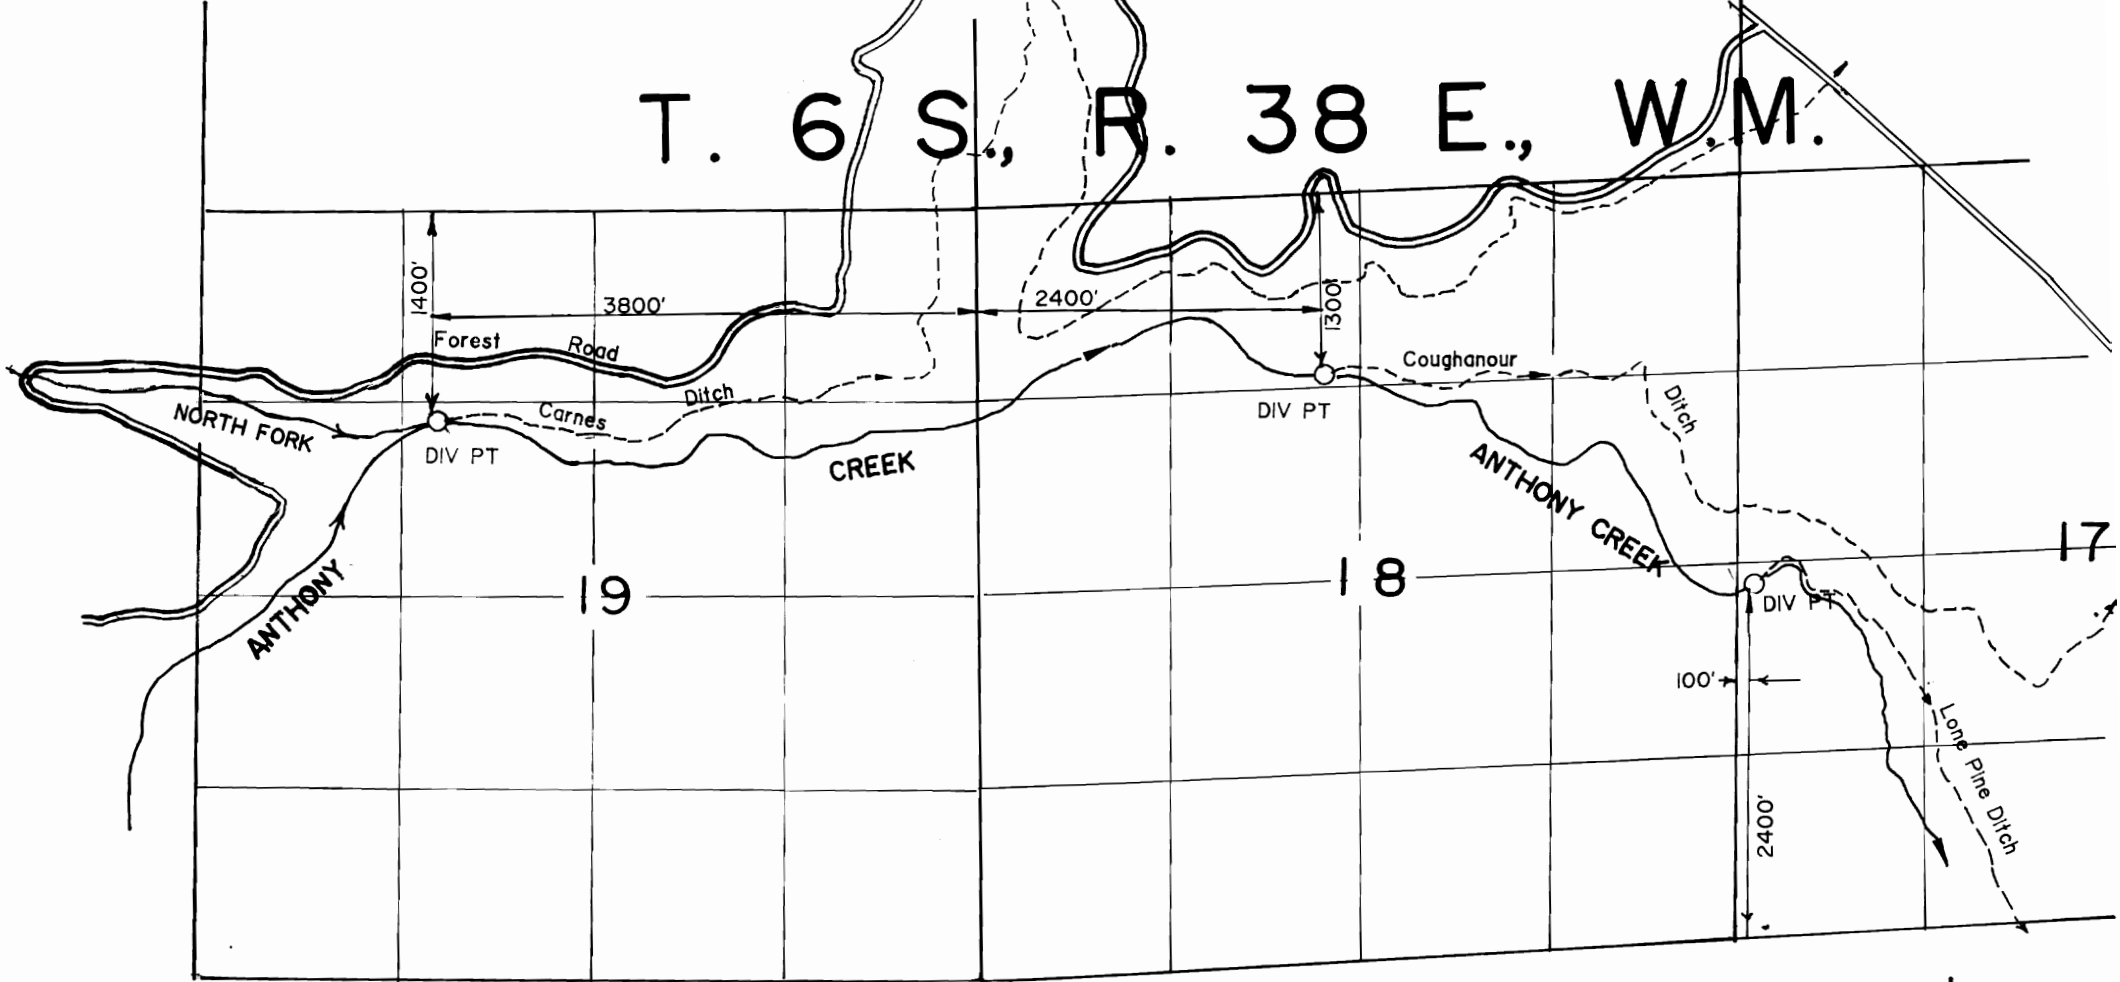 T. 6 S., R. 38 E., W.M.
1400'
3800'
2400'
1300'
Forest Road
Coughanour Ditch
Carnes Ditch
NORTH FORK
DIV PT
DIV PT
CREEK
ANTHONY CREEK
ANTHONY
17
18
19
DIV PT
100'
Lone Pine Ditch
2400'